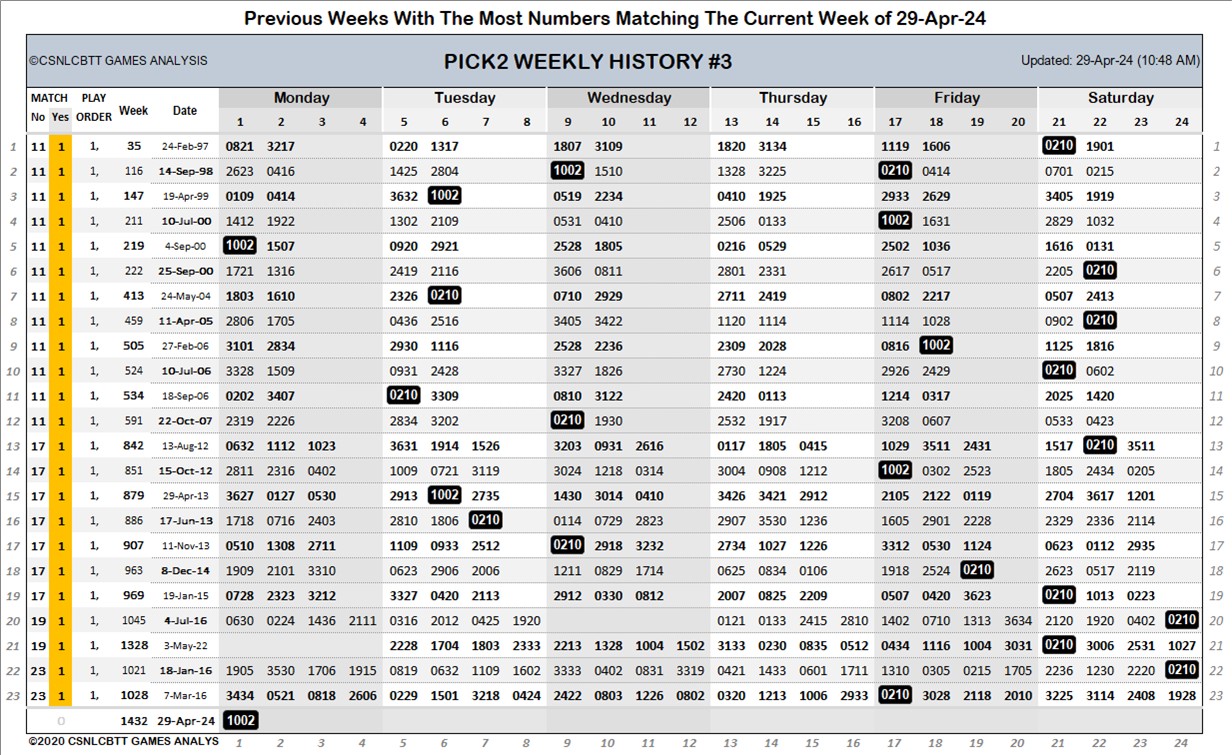 Previous Weeks With The Most Numbers Matching The Current Week of 29-Apr-24
©CSNLCBTT GAMES ANALYSIS PICK2 WEEKLY HISTORY #3 Updated: 29-Apr-24 (10:48 AM)
MATCH PLAY Week Date Monday Tuesday Wednesday Thursday Friday Saturday
No Yes ORDER 1 2 3 4 5 6 7 8 9 10 11 12 13 14 15 16 17 18 19 20 21 22 23 24
1 11 1 1, 35 24-Feb-97 0821 3217 0220 1317 1807 3109 1820 3134 1119 1606 0210 1901 1
2 11 1 1, 116 14-Sep-98 2623 0416 1425 2804 1002 1510 1328 3225 0210 0414 0701 0215 2
3 11 1 1, 147 19-Apr-99 0109 0414 3632 1002 0519 2234 0410 1925 2933 2629 3405 1919 3
4 11 1 1, 211 10-Jul-00 1412 1922 1302 2109 0531 0410 2506 0133 1002 1631 2829 1032 4
5 11 1 1, 219 4-Sep-00 1002 1507 0920 2921 2528 1805 0216 0529 2502 1036 1616 0131 5
6 11 1 1, 222 25-Sep-00 1721 1316 2419 2116 3606 0811 2801 2331 2617 0517 2205 0210 6
7 11 1 1, 413 24-May-04 1803 1610 2326 0210 0710 2929 2711 2419 0802 2217 0507 2413 7
8 11 1 1, 459 11-Apr-05 2806 1705 0436 2516 3405 3422 1120 1114 1114 1028 0902 0210 8
9 11 1 1, 505 27-Feb-06 3101 2834 2930 1116 2528 2236 2309 2028 0816 1002 1125 1816 9
10 11 1 1, 524 10-Jul-06 3328 1509 0931 2428 3327 1826 2730 1224 2926 2429 0210 0602 10
11 11 1 1, 534 18-Sep-06 0202 3407 0210 3309 0810 3122 2420 0113 1214 0317 2025 1420 11
12 11 1 1, 591 22-Oct-07 2319 2226 2834 3202 0210 1930 2532 1917 3208 0607 0533 0423 12
13 17 1 1, 842 13-Aug-12 0632 1112 1023 3631 1914 1526 3203 0931 2616 0117 1805 0415 1029 3511 2431 1517 0210 3511 13
14 17 1 1, 851 15-Oct-12 2811 2316 0402 1009 0721 3119 3024 1218 0314 3004 0908 1212 1002 0302 2523 1805 2434 0205 14
15 17 1 1, 879 29-Apr-13 3627 0127 0530 2913 1002 2735 1430 3014 0410 3426 3421 2912 2105 2122 0119 2704 3617 1201 15
16 17 1 1, 886 17-Jun-13 1718 0716 2403 2810 1806 0210 0114 0729 2823 2907 3530 1236 1605 2901 2228 2329 2336 2114 16
17 17 1 1, 907 11-Nov-13 0510 1308 2711 1109 0933 2512 0210 2918 3232 2734 1027 1226 3312 0530 1124 0623 0112 2935 17
18 17 1 1, 963 8-Dec-14 1909 2101 3310 0623 2906 2006 1211 0829 1714 0625 0834 0106 1918 2524 0210 2623 0517 2119 18
19 17 1 1, 969 19-Jan-15 0728 2323 3212 3327 0420 2113 2912 0330 0812 2007 0825 2209 0507 0420 3623 0210 1013 0223 19
20 19 1 1, 1045 4-Jul-16 0630 0224 1436 2111 0316 2012 0425 1920 0121 0133 2415 2810 1402 0710 1313 3634 2120 1920 0402 0210 20
21 19 1 1, 1328 3-May-22 2228 1704 1803 2333 2213 1328 1004 1502 3133 0230 0835 0512 0434 1116 1004 3031 0210 3006 2531 1027 21
22 23 1 1, 1021 18-Jan-16 1905 3530 1706 1915 0819 0632 1109 1602 3333 0402 0831 3319 0421 1433 0601 1711 1310 0305 0215 1705 2236 1230 2220 0210 22
23 23 1 1, 1028 7-Mar-16 3434 0521 0818 2606 0229 1501 3218 0424 2422 0803 1226 0802 0320 1213 1006 2933 0210 3028 2118 2010 3225 3114 2408 1928 23
0 1432 29-Apr-24 1002
©2020 CSNLCBTT GAMES ANALYS 1 2 3 4 5 6 7 8 9 10 11 12 13 14 15 16 17 18 19 20 21 22 23 24